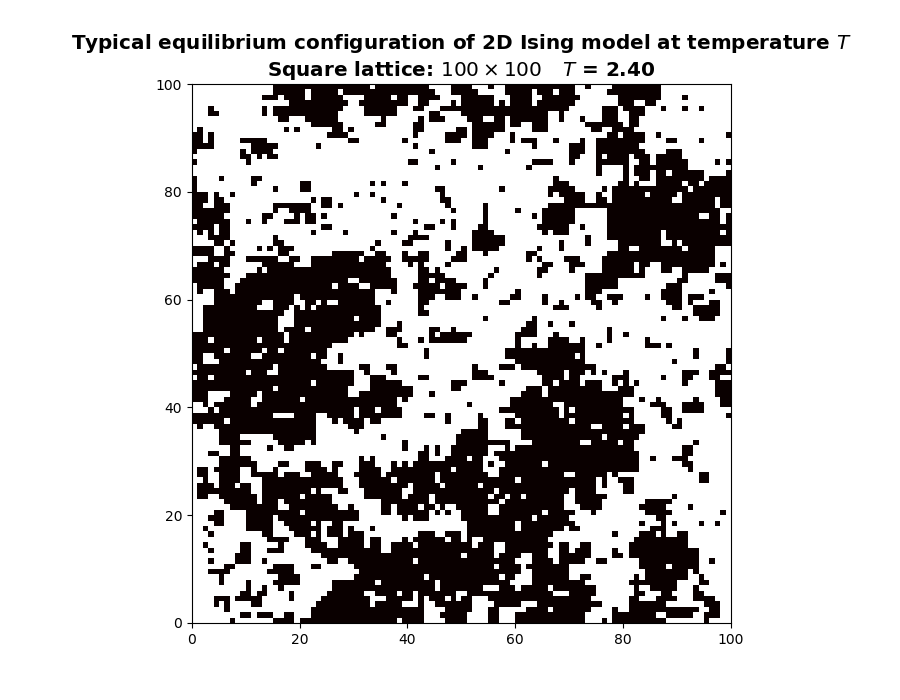 Typical equilibrium configuration of 2D Ising model at temperature T
Square lattice: 100 × 100 T = 2.40
100
80
60
40
20
0
0 20 40 60 80 100